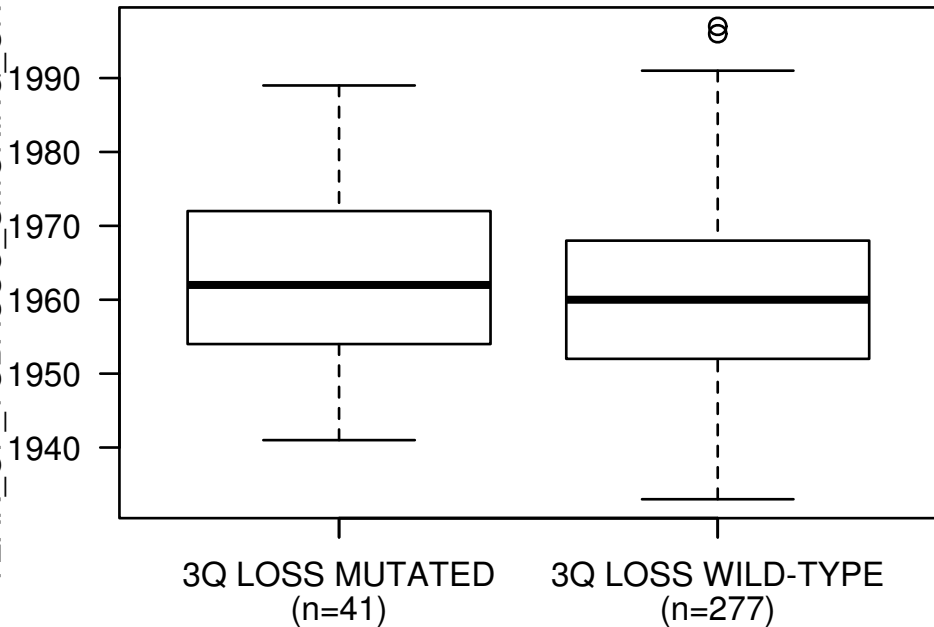 1990
1980
1970
1960
1950
1940
3Q LOSS MUTATED
(n=41)
3Q LOSS WILD-TYPE
(n=277)